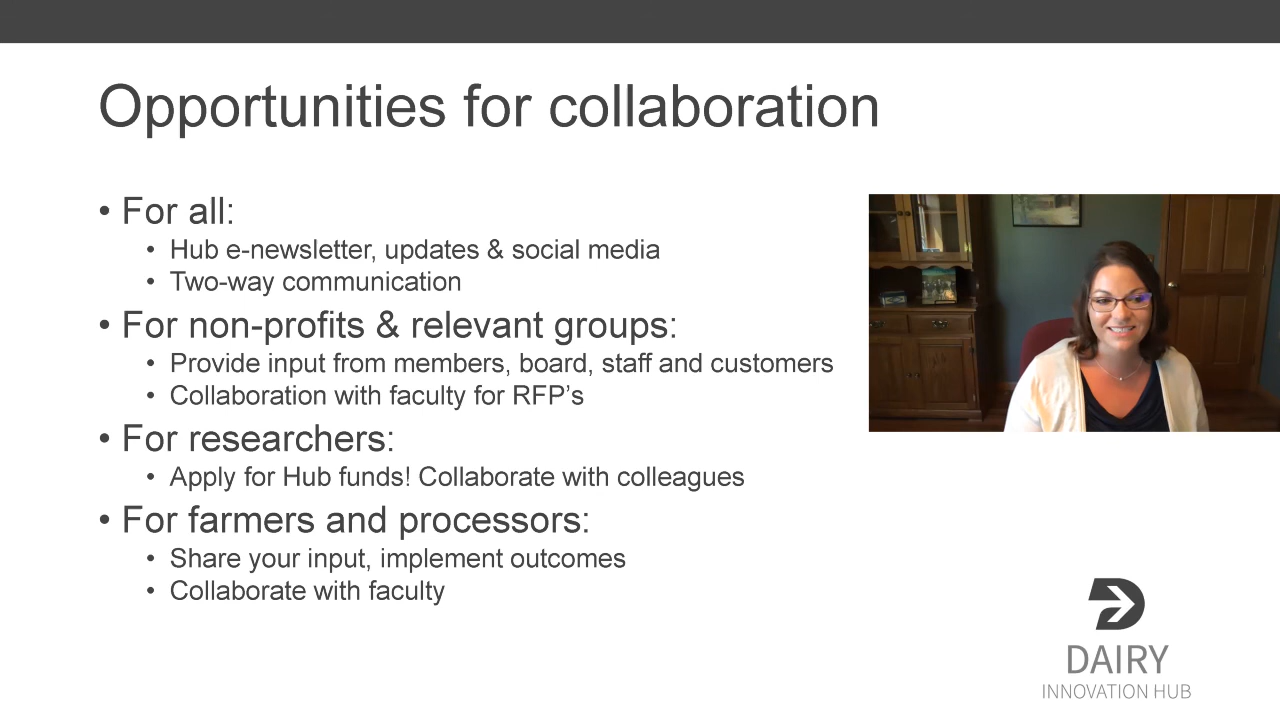 Opportunities for collaboration
• For all:
• Hub e-newsletter, updates & social media
• Two-way communication
• For non-profits & relevant groups:
• Provide input from members, board, staff and customers
• Collaboration with faculty for RFP’s
• For researchers:
• Apply for Hub funds! Collaborate with colleagues
• For farmers and processors:
• Share your input, implement outcomes
• Collaborate with faculty
DAIRY
INNOVATION HUB